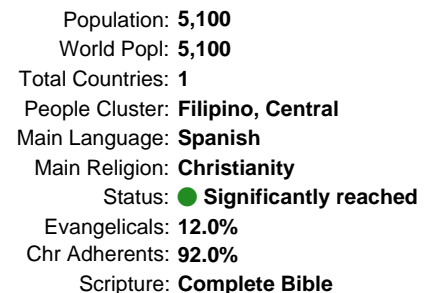 Population: 5,100
World Popl: 5,100
Total Countries: 1
People Cluster: Filipino, Central
Main Language: Spanish
Main Religion: Christianity
Status: Significantly reached
Evangelicals: 12.0%
Chr Adherents: 92.0%
Scripture: Complete Bible